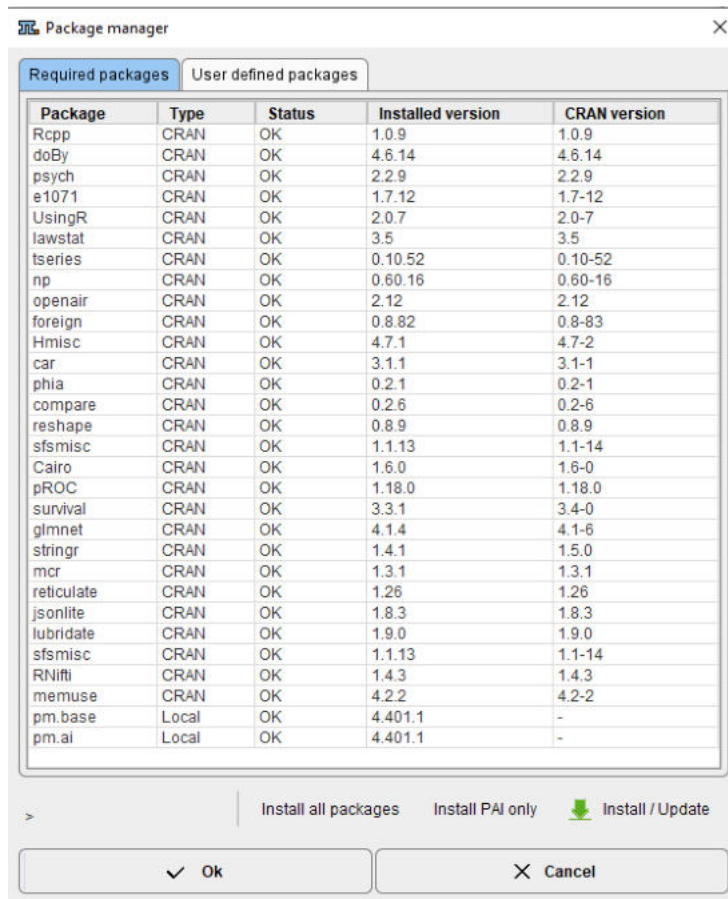 Package manager
Required packages User defined packages
Package Type Status Installed version CRAN version
Rcpp CRAN OK 1.0.9 1.0.9
doBy CRAN OK 4.6.14 4.6.14
psych CRAN OK 2.2.9 2.2.9
e1071 CRAN OK 1.7.12 1.7-12
UsingR CRAN OK 2.0.7 2.0-7
lawstat CRAN OK 3.5 3.5
tseries CRAN OK 0.10.52 0.10-52
np CRAN OK 0.60.16 0.60-16
openair CRAN OK 2.12 2.12
foreign CRAN OK 0.8.82 0.8-83
Hmisc CRAN OK 4.7.1 4.7-2
car CRAN OK 3.1.1 3.1-1
phia CRAN OK 0.2.1 0.2-1
compare CRAN OK 0.2.6 0.2-6
reshape CRAN OK 0.8.9 0.8.9
sfsmisc CRAN OK 1.1.13 1.1-14
Cairo CRAN OK 1.6.0 1.6-0
pROC CRAN OK 1.18.0 1.18.0
survival CRAN OK 3.3.1 3.4-0
glmnet CRAN OK 4.1.4 4.1-6
stringr CRAN OK 1.4.1 1.5.0
mcr CRAN OK 1.3.1 1.3.1
reticulate CRAN OK 1.26 1.26
jsonlite CRAN OK 1.8.3 1.8.3
lubridate CRAN OK 1.9.0 1.9.0
sfsmisc CRAN OK 1.1.13 1.1-14
RNifti CRAN OK 1.4.3 1.4.3
memuse CRAN OK 4.2.2 4.2-2
pm.base Local OK 4.401.1 -
pm.ai Local OK 4.401.1 -
> Install all packages Install PAI only Install / Update
Ok Cancel